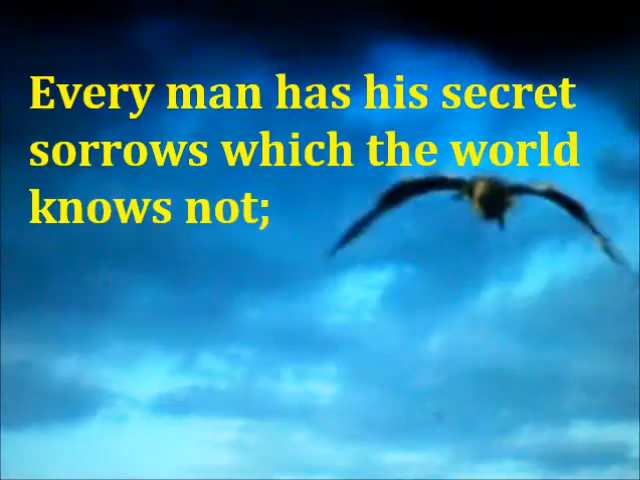 Every man has his secret
sorrows which the world
knows not;